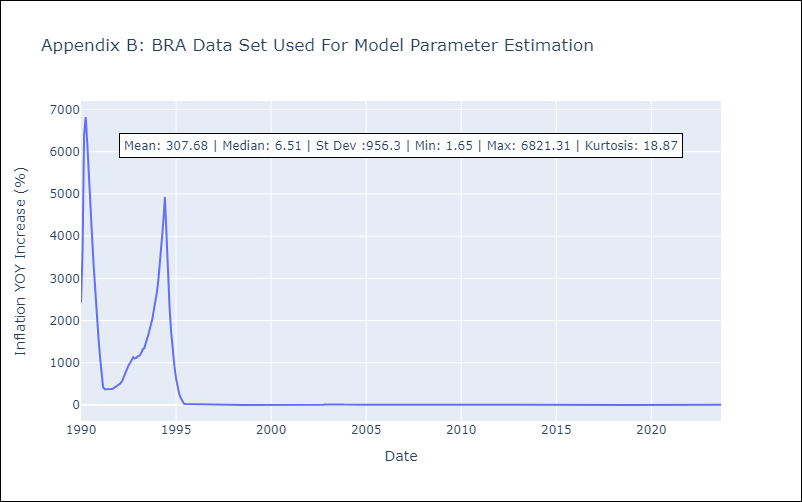 Appendix B: BRA Data Set Used For Model Parameter Estimation
7000
Mean: 307.68 | Median: 6.51 | St Dev :956.3 | Min: 1.65 | Max: 6821.31 | Kurtosis: 18.87
6000
5000
4000
3000
2000
1000
0
Inflation YOY Increase (%)
1990 1995 2000 2005 2010 2015 2020
Date